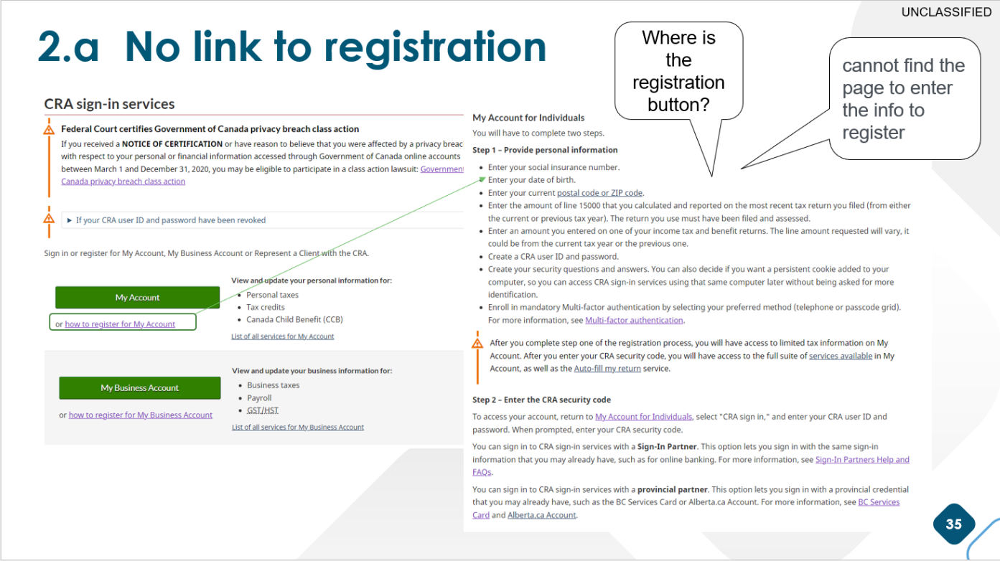 UNCLASSIFIED
2.a No link to registration
Where is
the
registration
button?
cannot find the
page to enter
the info to
register
CRA sign-in services
Federal Court certifies Government of Canada privacy breach class action
If you received a NOTICE OF CERTIFICATION or have reason to believe that you were affected by a privacy breac
with respect to your personal or financial information accessed through Government of Canada online accounts
between March 1 and December 31, 2020, you may be eligible to participate in a class action lawsuit: Government
Canada privacy breach class action
If your CRA user ID and password have been revoked
Sign in or register for My Account, My Business Account or Represent a Client with the CRA.
My Account
or how to register for My Account
View and update your personal information for:
• Personal taxes
• Tax credits
• Canada Child Benefit (CCB)
List of all services for My Account
My Business Account
or how to register for My Business Account
View and update your business information for:
• Business taxes
• Payroll
• GST/HST
List of all services for My Business Account
My Account for Individuals
You will have to complete two steps.
Step 1 – Provide personal information
• Enter your social insurance number.
• Enter your date of birth.
• Enter your current postal code or ZIP code.
• Enter the amount of line 15000 that you calculated and reported on the most recent tax return you filed (from either
the current or previous tax year). The return you use must have been filed and assessed.
• Enter an amount you entered on one of your income tax and benefit returns. The line amount requested will vary, it
could be from the current tax year or the previous one.
• Create a CRA user ID and password.
• Create your security questions and answers. You can also decide if you want a persistent cookie added to your
computer, so you can access CRA sign-in services using that same computer later without being asked for more
identification.
• Enroll in mandatory Multi-factor authentication by selecting your preferred method (telephone or passcode grid).
For more information, see Multi-factor authentication.
After you complete step one of the registration process, you will have access to limited tax information on My
Account. After you enter your CRA security code, you will have access to the full suite of services available in My
Account, as well as the Auto-fill my return service.
Step 2 – Enter the CRA security code
To access your account, return to My Account for Individuals, select "CRA sign in," and enter your CRA user ID and
password. When prompted, enter your CRA security code.
You can sign in to CRA sign-in services with a Sign-In Partner. This option lets you sign in with the same sign-in
information that you may already have, such as for online banking. For more information, see Sign-In Partners Help and
FAQs.
You can sign in to CRA sign-in services with a provincial partner. This option lets you sign in with a provincial credential
that you may already have, such as the BC Services Card or Alberta.ca Account. For more information, see BC Services
Card and Alberta.ca Account.
35